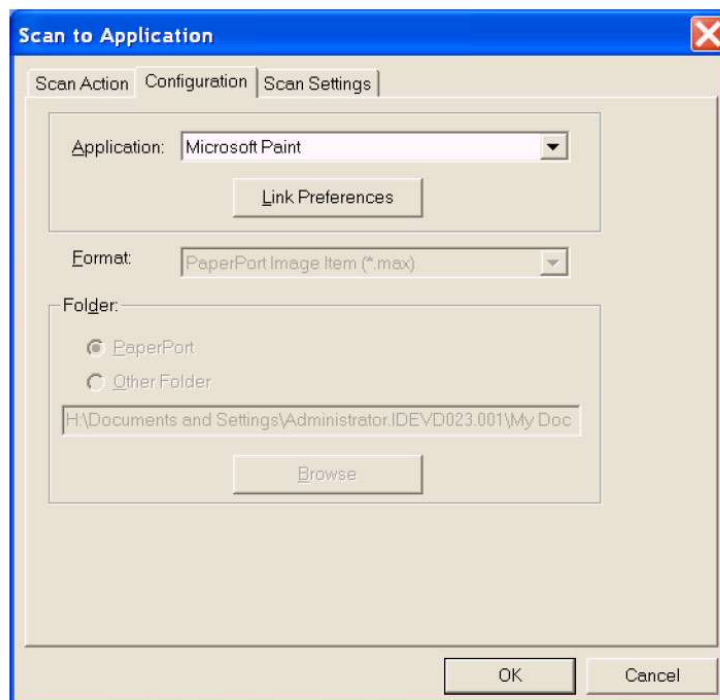 Scan to Application
Scan Action Configuration Scan Settings
Application: Microsoft Paint
Link Preferences
Format: PaperPort Image Item (*.max)
Folder:
PaperPort
Other Folder
H:\Documents and Settings\Administrator.IDEVD023.001\My Doc
Browse
OK Cancel